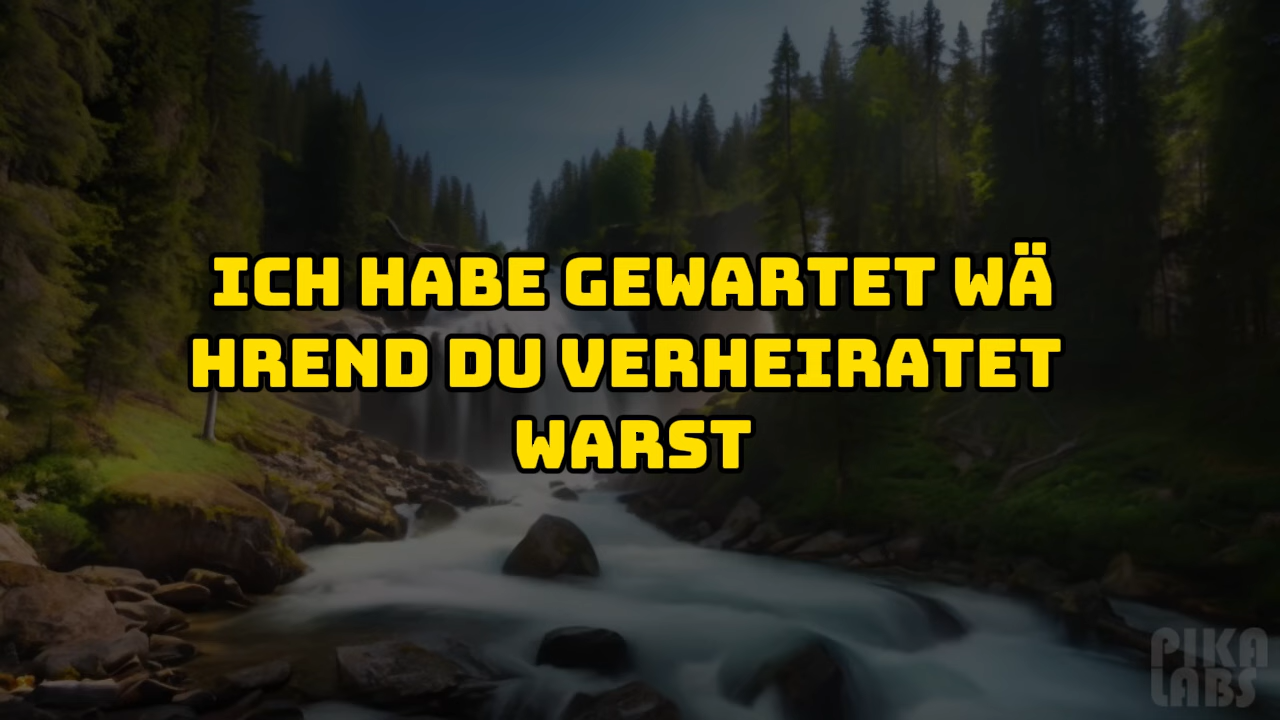 ICH HABE GEWARTET WÄ
HREND DU VERHEIRATET
WARST
PIKA
LABS